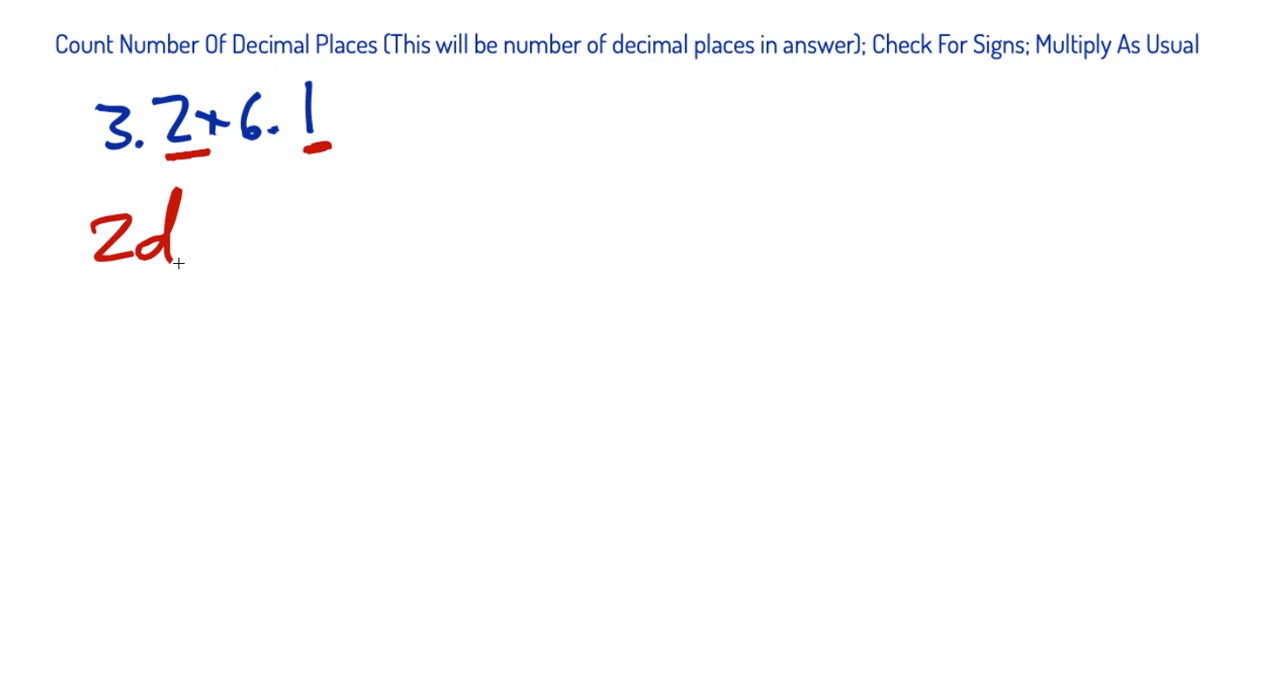 Count Number Of Decimal Places (This will be number of decimal places in answer); Check For Signs; Multiply As Usual
3.2+6.1
2d